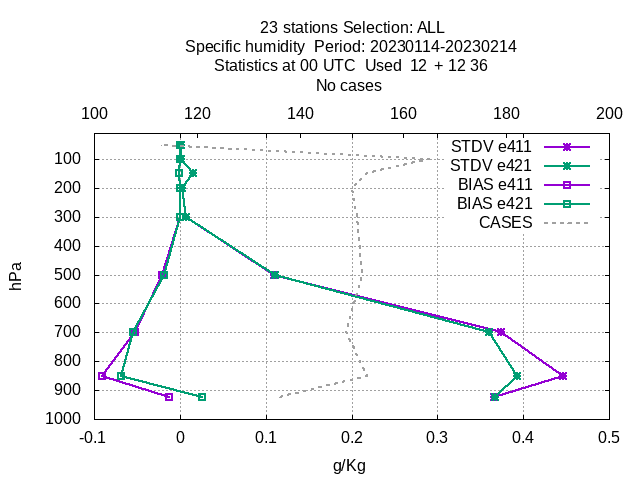 23 stations Selection: ALL
Specific humidity  Period: 20230114-20230214
Statistics at 00 UTC  Used  12  + 12 36
No cases
100 120 140 160 180 200
STDV e411
STDV e421
BIAS e411
BIAS e421
CASES
hPa
100
200
300
400
500
600
700
800
900
1000
-0.1 0 0.1 0.2 0.3 0.4 0.5
g/Kg